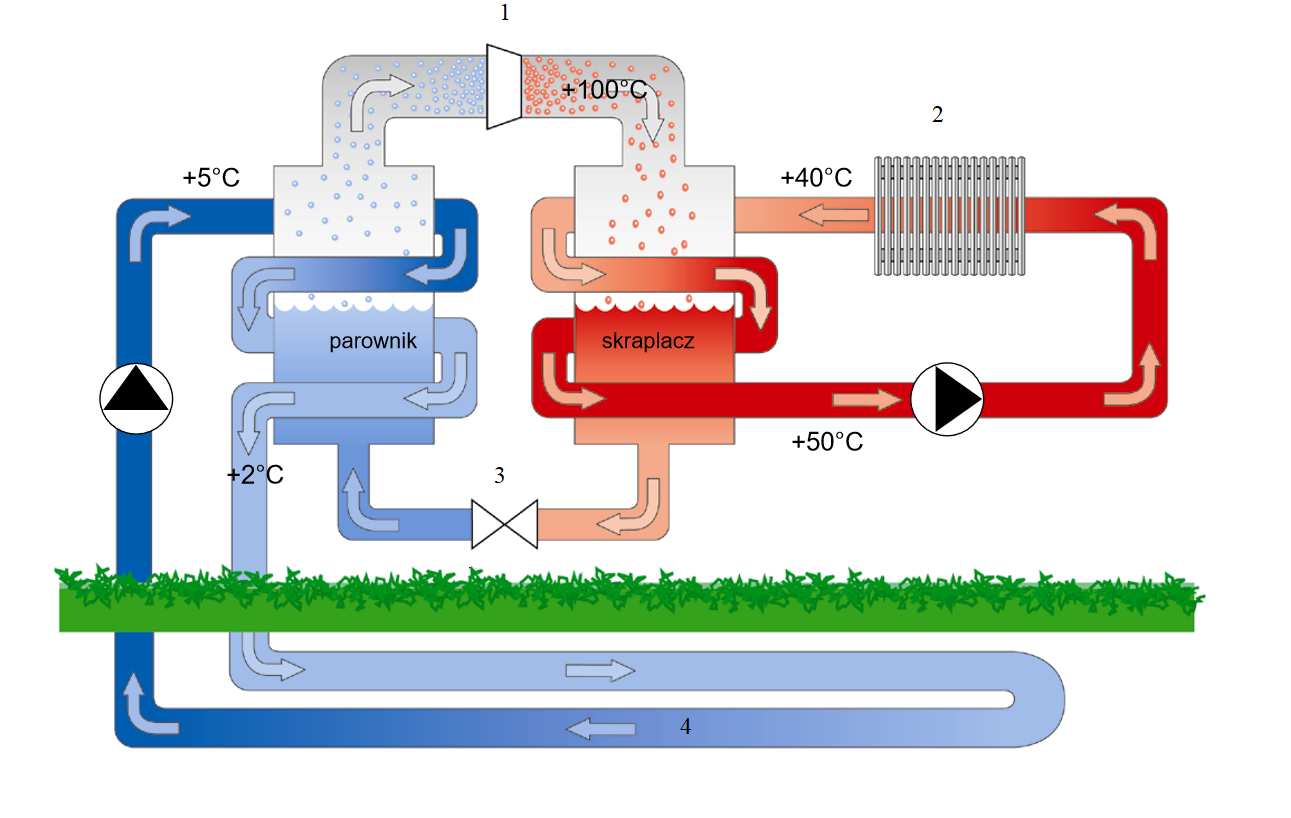 1
+100°C
2
+5°C
+40°C
parownik
skraplacz
+50°C
+2°C
3
4